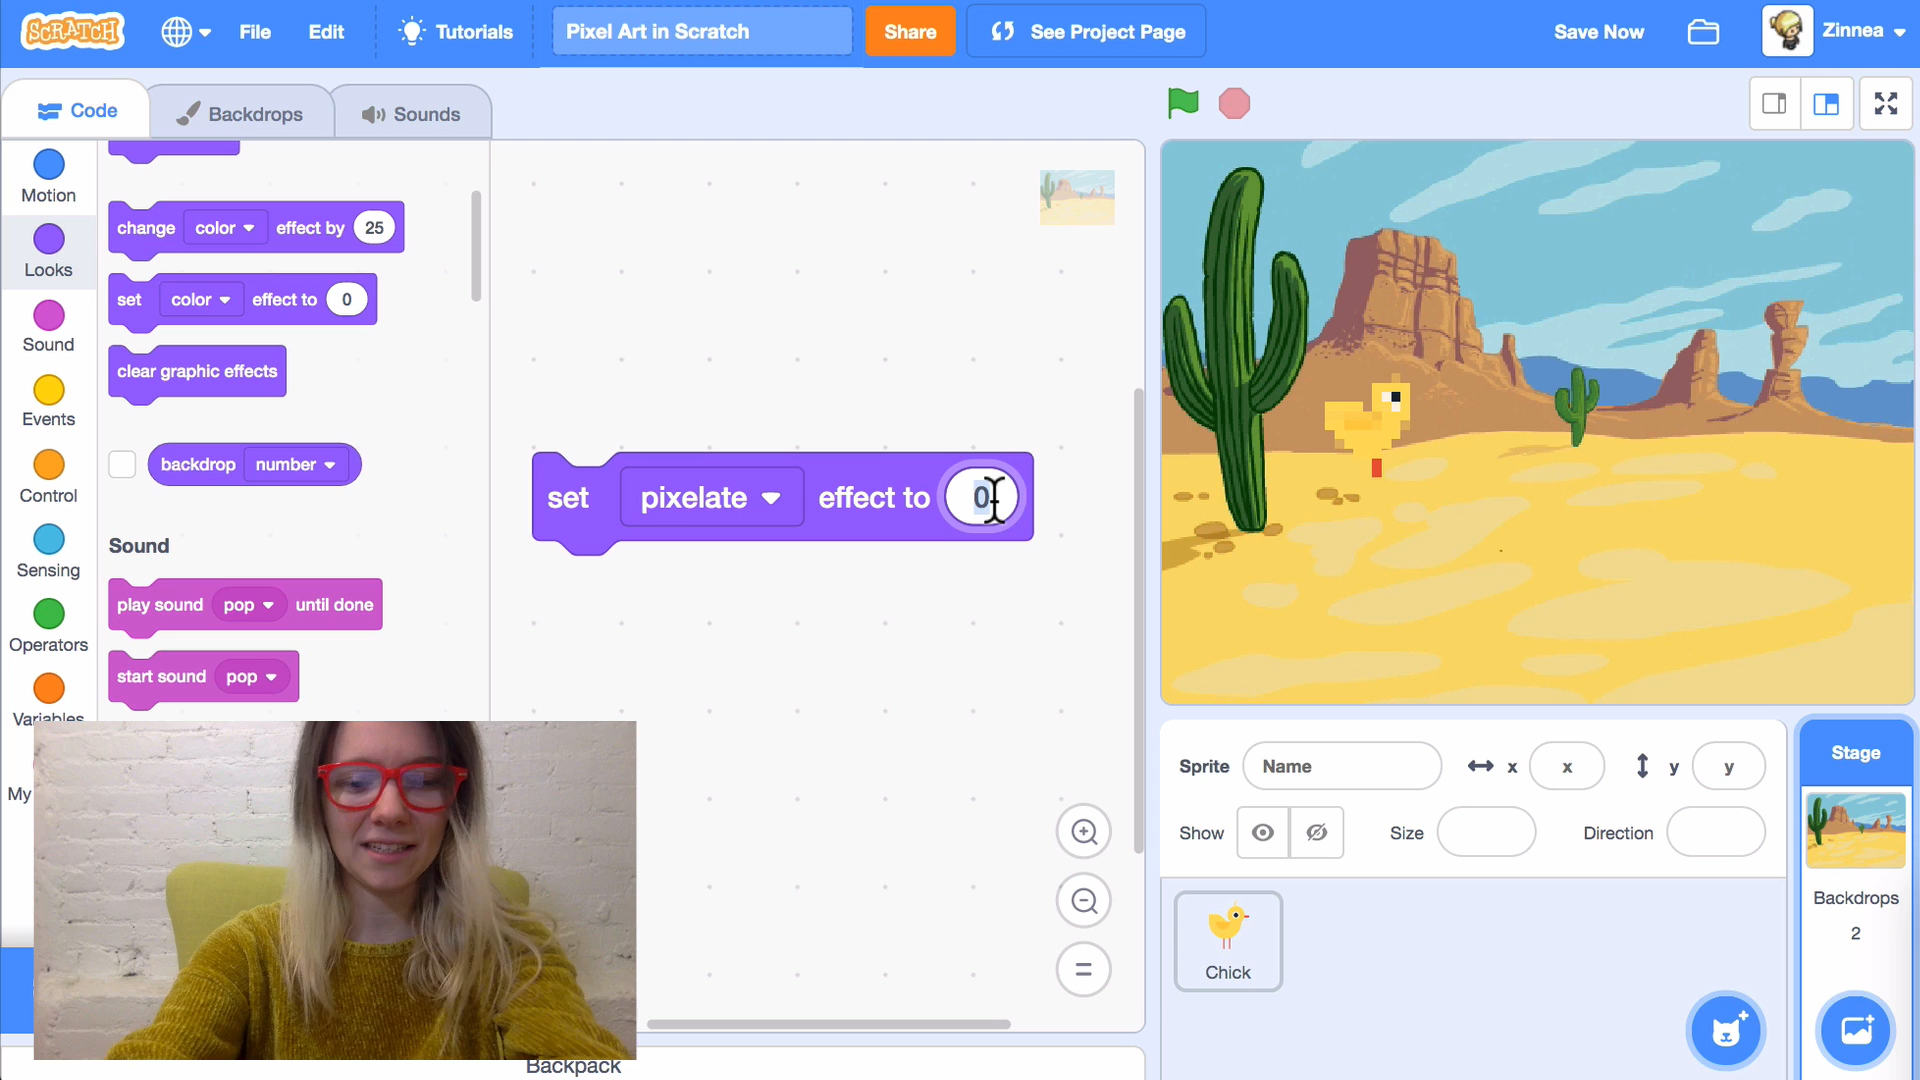 SCRATCH
File
Edit
Tutorials
Pixel Art in Scratch
Share
See Project Page
Save Now
Zinnea
Code
Backdrops
Sounds
Motion
Looks
Sound
Events
Control
Sensing
Operators
Variables
My
change color effect by 25
set color effect to 0
clear graphic effects
backdrop number
Sound
play sound pop until done
start sound pop
set pixelate effect to 0
Backpack
Sprite Name x x y y
Show Size Direction
Chick
Stage
Backdrops
2